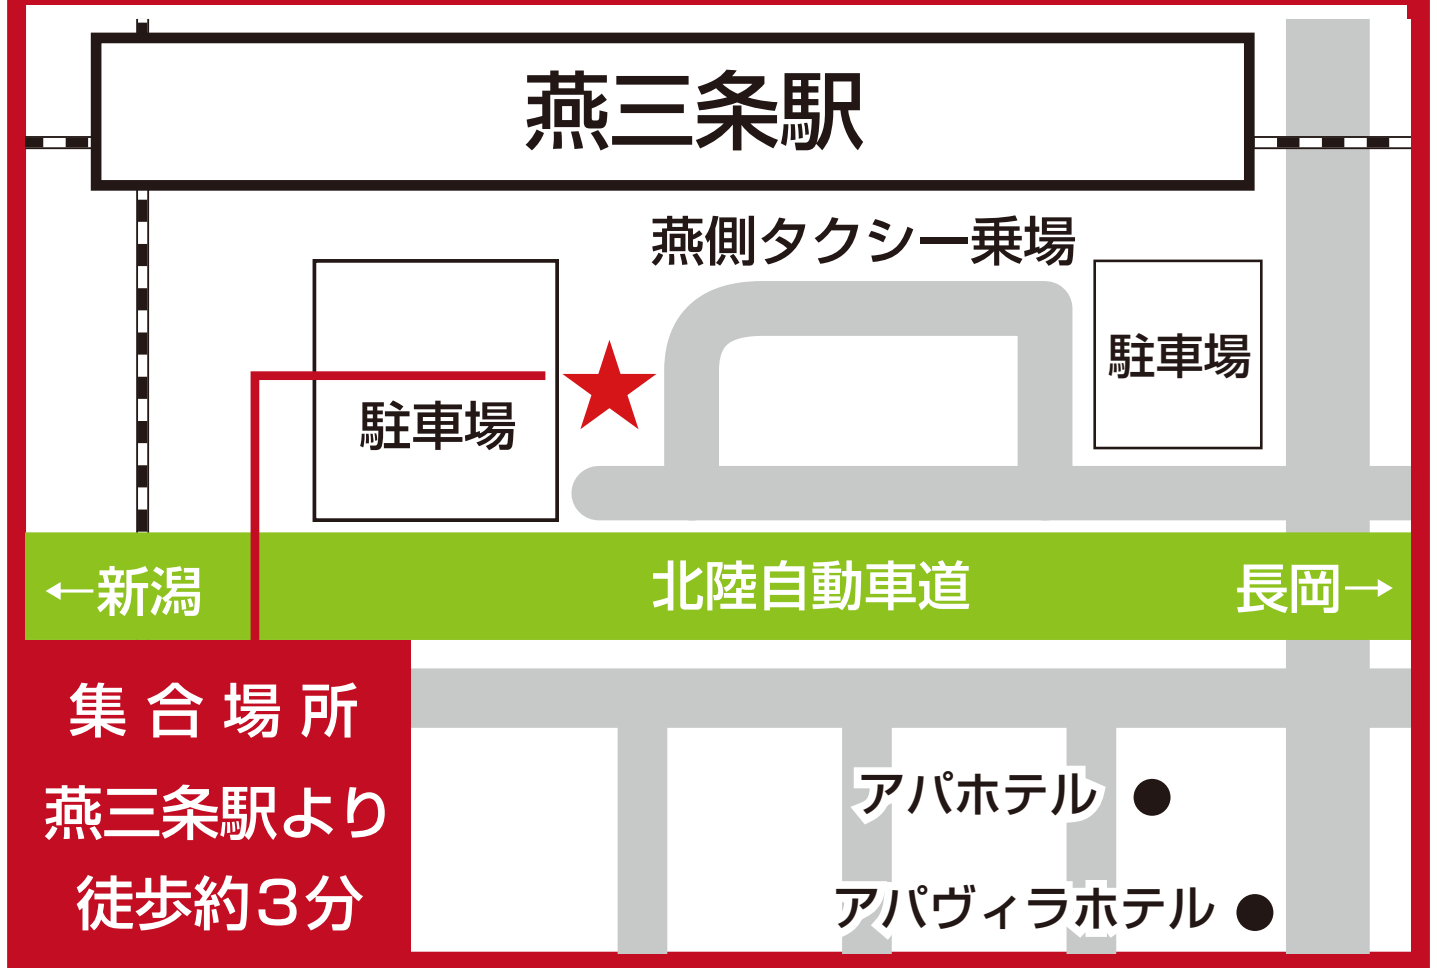 燕三条駅
燕側タクシー乗場
駐車場
駐車場
←新潟
北陸自動車道
長岡→
集合場所
燕三条駅より
徒歩約3分
アパホテル
アパヴィラホテル